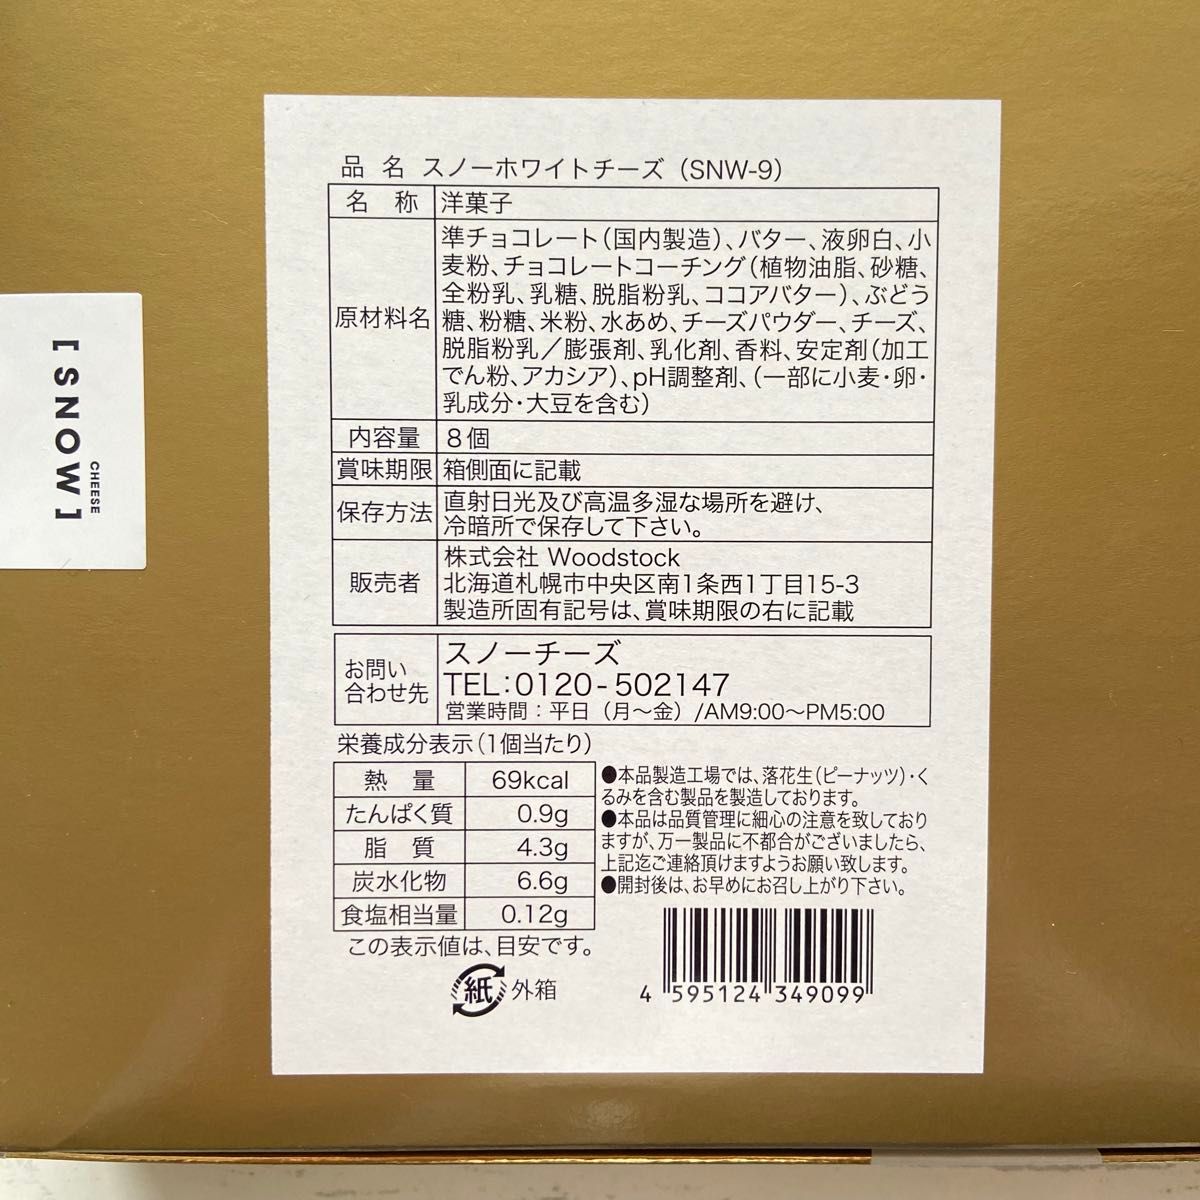 品 名 スノーホワイトチーズ（SNW-9）
名 称 洋菓子
原材料名
準チョコレート（国内製造）、バター、液卵白、小
麦粉、チョコレートコーチング（植物油脂、砂糖、
全粉乳、乳糖、脱脂粉乳、ココアバター）、ぶどう
糖、粉糖、米粉、水あめ、チーズパウダー、チーズ、
脱脂粉乳／膨張剤、乳化剤、香料、安定剤（加工
でん粉、アカシア）、pH調整剤、（一部に小麦・卵・
乳成分・大豆を含む）
内容量 8個
賞味期限 箱側面に記載
保存方法
直射日光及び高温多湿な場所を避け、
冷暗所で保存して下さい。
販売者
株式会社 Woodstock
北海道札幌市中央区南1条西1丁目15-3
製造所固有記号は、賞味期限の右に記載
お問い
合わせ先
スノーチーズ
TEL：0120-502147
営業時間：平日（月〜金）/AM9:00〜PM5:00
栄養成分表示（1個当たり）
熱 量 69kcal
たんぱく質 0.9g
脂 質 4.3g
炭水化物 6.6g
食塩相当量 0.12g
この表示値は、目安です。
●本品製造工場では、落花生（ピーナッツ）・く
るみを含む製品を製造しております。
●本品は品質管理に細心の注意を致しており
ますが、万一製品に不都合がございましたら、
上記迄ご連絡頂けますようお願い致します。
●開封後は、お早めにお召し上がり下さい。
紙 外箱
4 595124 349099
[SNOW]
CHEESE